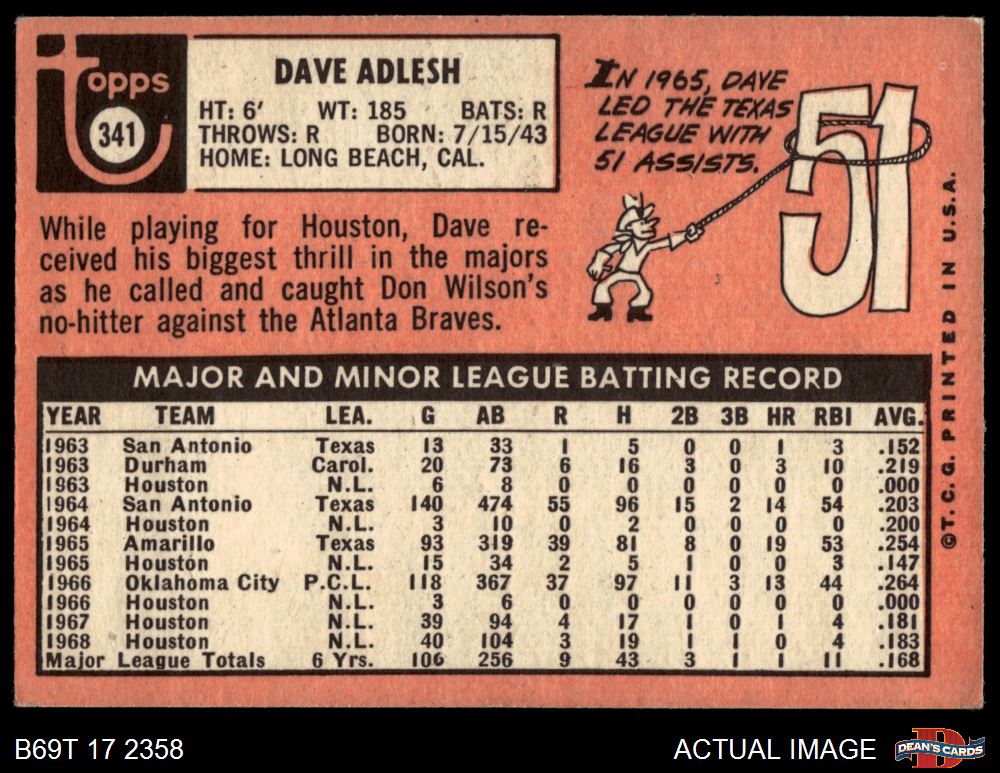 Topps
341
DAVE ADLESH
HT: 6' WT: 185 BATS: R
THROWS: R BORN: 7/15/43
HOME: LONG BEACH, CAL.
IN 1965, DAVE
LED THE TEXAS
LEAGUE WITH
51 ASSISTS.
51
While playing for Houston, Dave re-
ceived his biggest thrill in the majors
as he called and caught Don Wilson's
no-hitter against the Atlanta Braves.
MAJOR AND MINOR LEAGUE BATTING RECORD
YEAR TEAM LEA. G AB R H 2B 3B HR RBI AVG.
1963 San Antonio Texas 13 33 1 5 0 0 1 3 .152
1963 Durham Carol. 20 73 6 16 3 0 3 10 .219
1963 Houston N.L. 6 8 0 0 0 0 0 0 .000
1964 San Antonio Texas 140 474 55 96 15 2 14 54 .203
1964 Houston N.L. 3 10 0 2 0 0 0 0 .200
1965 Amarillo Texas 93 319 39 81 8 0 19 53 .254
1965 Houston N.L. 15 34 2 5 1 0 0 3 .147
1966 Oklahoma City P.C.L. 118 367 37 97 11 3 13 44 .264
1966 Houston N.L. 3 6 0 0 0 0 0 0 .000
1967 Houston N.L. 39 94 4 17 1 0 1 4 .181
1968 Houston N.L. 40 104 3 19 1 1 0 4 .183
Major League Totals 6 Yrs. 106 256 9 43 3 1 1 11 .168
©T. C. G. PRINTED IN U.S.A.
B69T 17 2358
ACTUAL IMAGE
D
DEAN'S CARDS